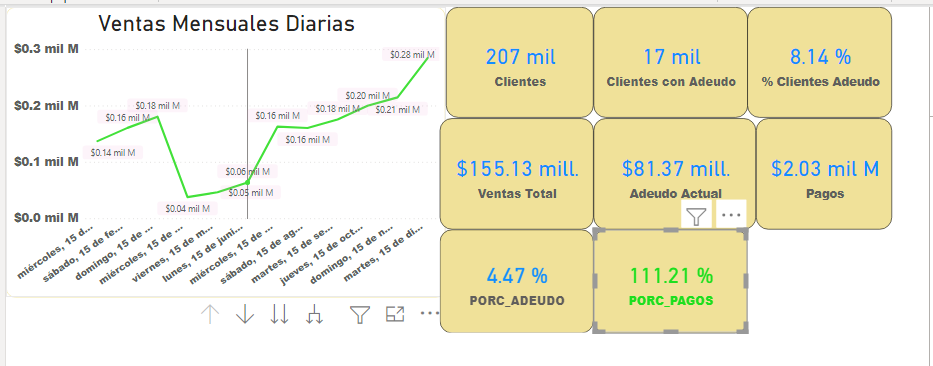 Ventas Mensuales Diarias
$0.3 mil M
$0.2 mil M
$0.1 mil M
$0.0 mil M
$0.14 mil M
$0.16 mil M
$0.18 mil M
$0.04 mil M
$0.05 mil M
$0.06 mil M
$0.16 mil M
$0.16 mil M
$0.18 mil M
$0.20 mil M
$0.21 mil M
$0.28 mil M
miércoles, 15 d...
sábado, 15 de fe...
domingo, 15 de ...
miércoles, 15 de ...
viernes, 15 de m...
lunes, 15 de juni...
miércoles, 15 de ...
sábado, 15 de ag...
martes, 15 de se...
jueves, 15 de oct...
domingo, 15 de n...
martes, 15 de di...
207 mil
Clientes
17 mil
Clientes con Adeudo
8.14 %
% Clientes Adeudo
$155.13 mill.
Ventas Total
$81.37 mill.
Adeudo Actual
$2.03 mil M
Pagos
4.47 %
PORC_ADEUDO
111.21 %
PORC_PAGOS